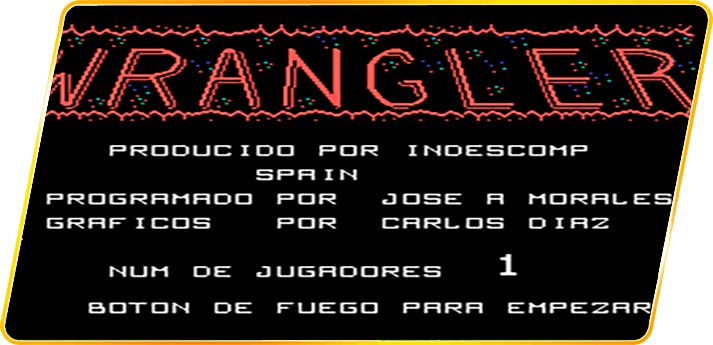 WRANGLER
PRODUCIDO POR INDESCOMP
SPAIN
PROGRAMADO POR JOSE A MORALES
GRAFICOS POR CARLOS DIAZ
NUM DE JUGADORES 1
BOTON DE FUEGO PARA EMPEZAR